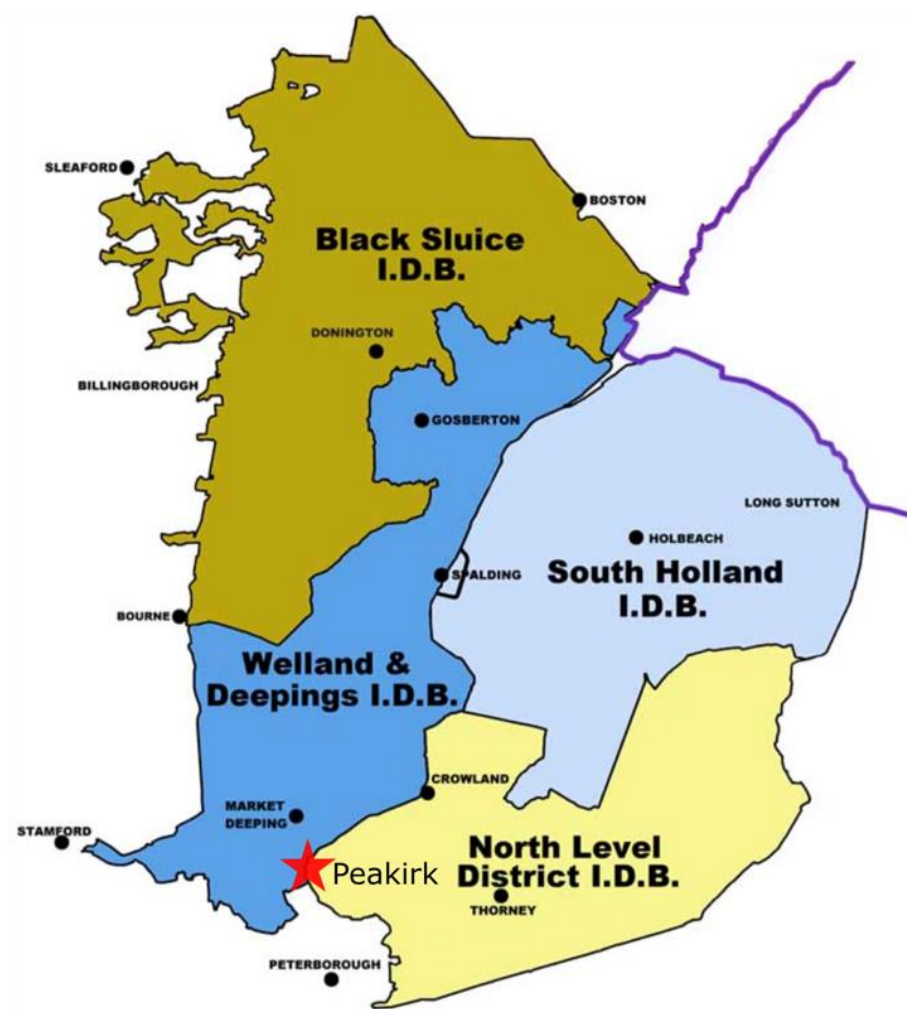 SLEAFORD
BOSTON
Black Sluice
I.D.B.
DONINGTON
BILLINGBOROUGH
GOSBERTON
LONG SUTTON
HOLBEACH
SPALDING
South Holland
I.D.B.
BOURNE
Welland &
Deepings I.D.B.
CROWLAND
MARKET
DEEPING
STAMFORD
North Level
District I.D.B.
Peakirk
THORNEY
PETERBOROUGH